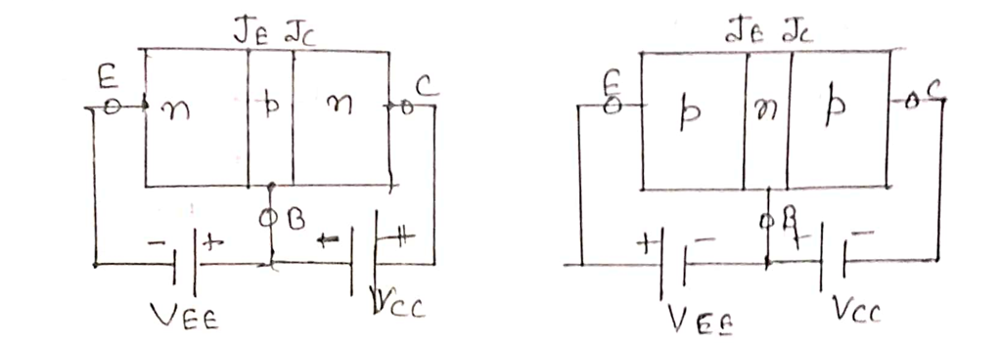 JE JC JE JC
E n p n C E p n p C
B B
- + - + + - + -
VEE VCC VEE VCC